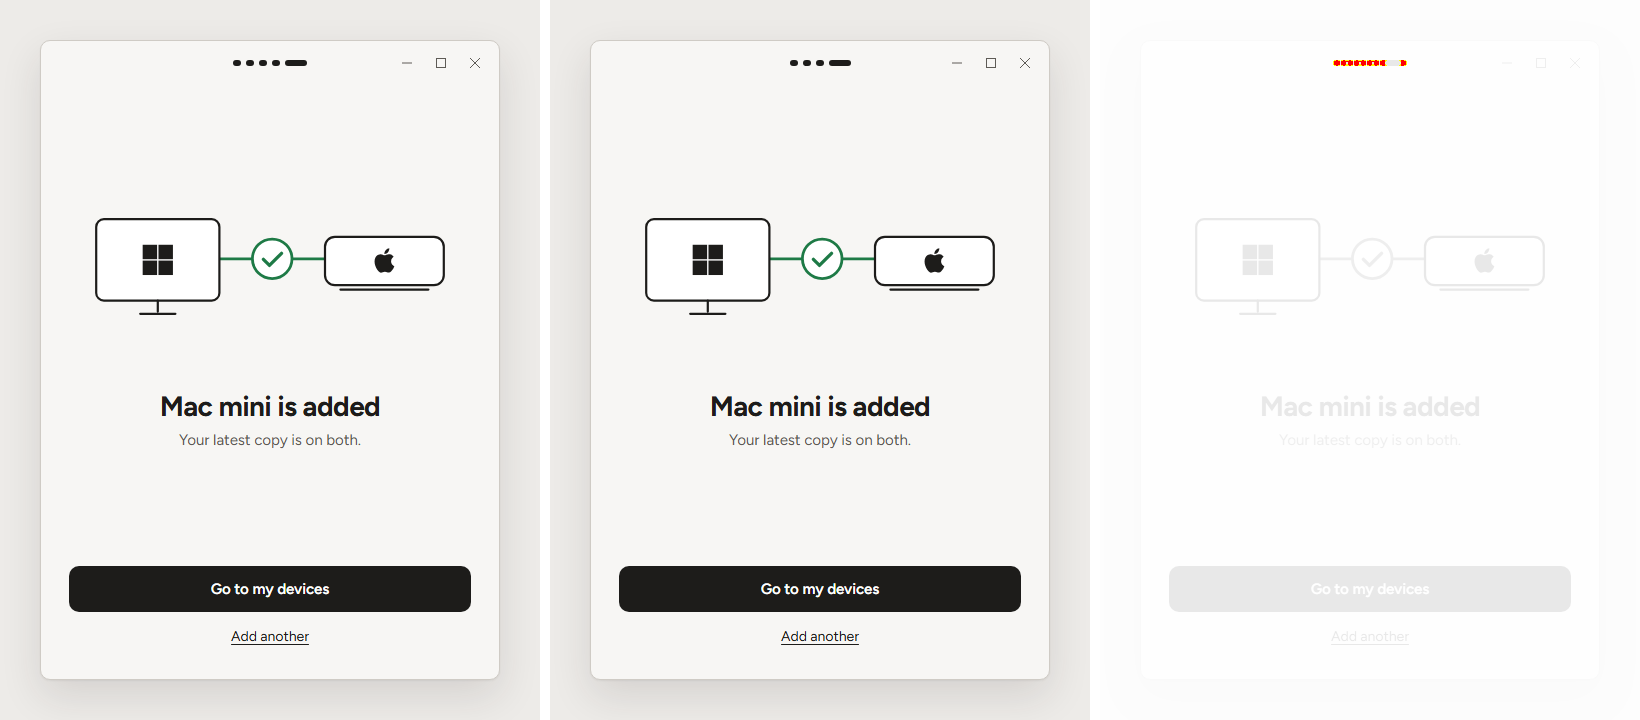 Mac mini is added
Your latest copy is on both.
Go to my devices
Add another
Mac mini is added
Your latest copy is on both.
Go to my devices
Add another
Mac mini is added
Your latest copy is on both.
Go to my devices
Add another